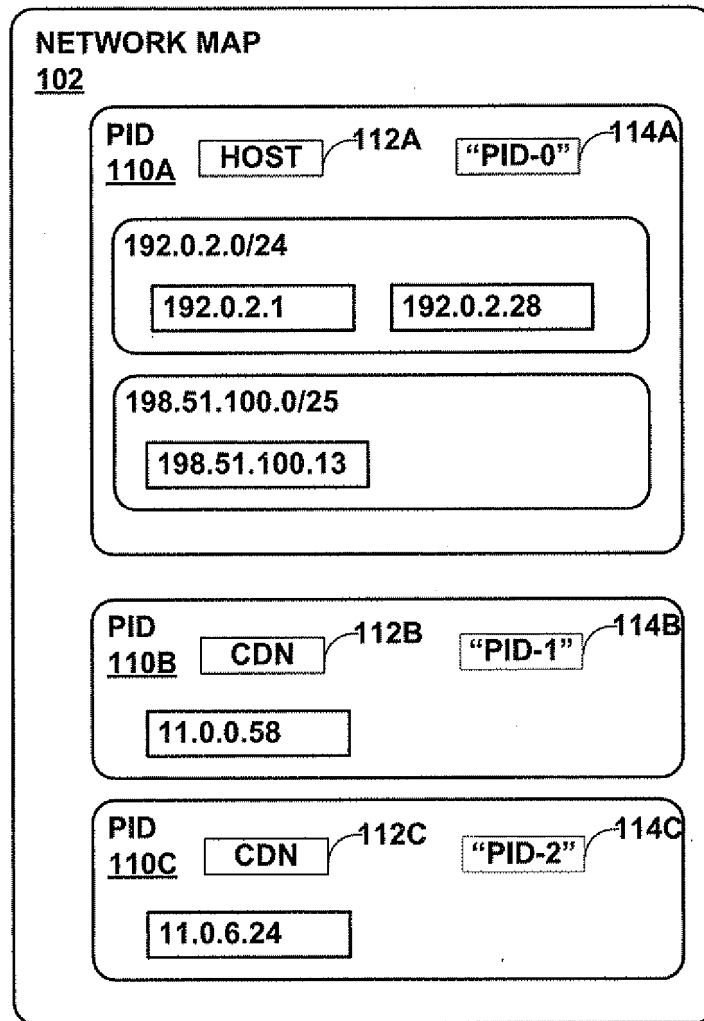 NETWORK MAP
102
PID
110A
HOST
112A
“PID-0”
114A
192.0.2.0/24
192.0.2.1
192.0.2.28
198.51.100.0/25
198.51.100.13
PID
110B
CDN
112B
“PID-1”
114B
11.0.0.58
PID
110C
CDN
112C
“PID-2”
114C
11.0.6.24